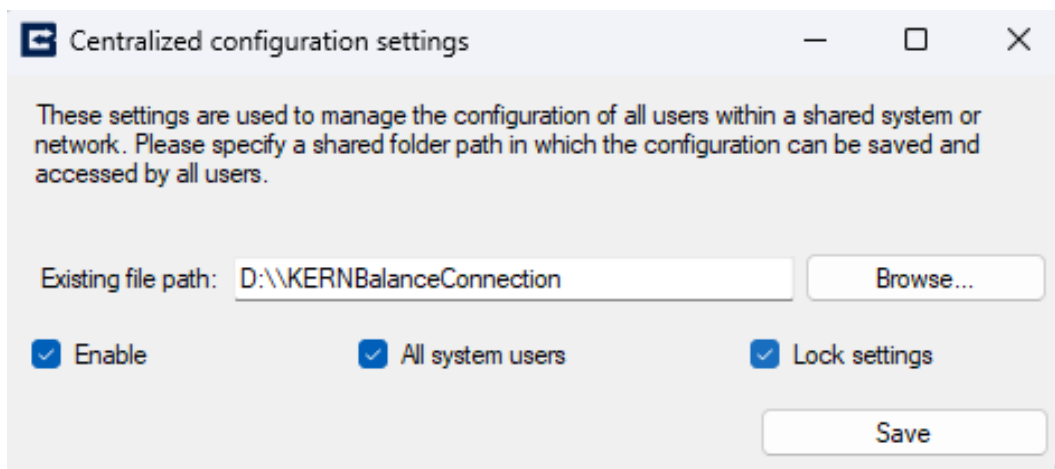 Centralized configuration settings
These settings are used to manage the configuration of all users within a shared system or
network. Please specify a shared folder path in which the configuration can be saved and
accessed by all users.
Existing file path: D:\\KERNBalanceConnection Browse...
Enable All system users Lock settings
Save